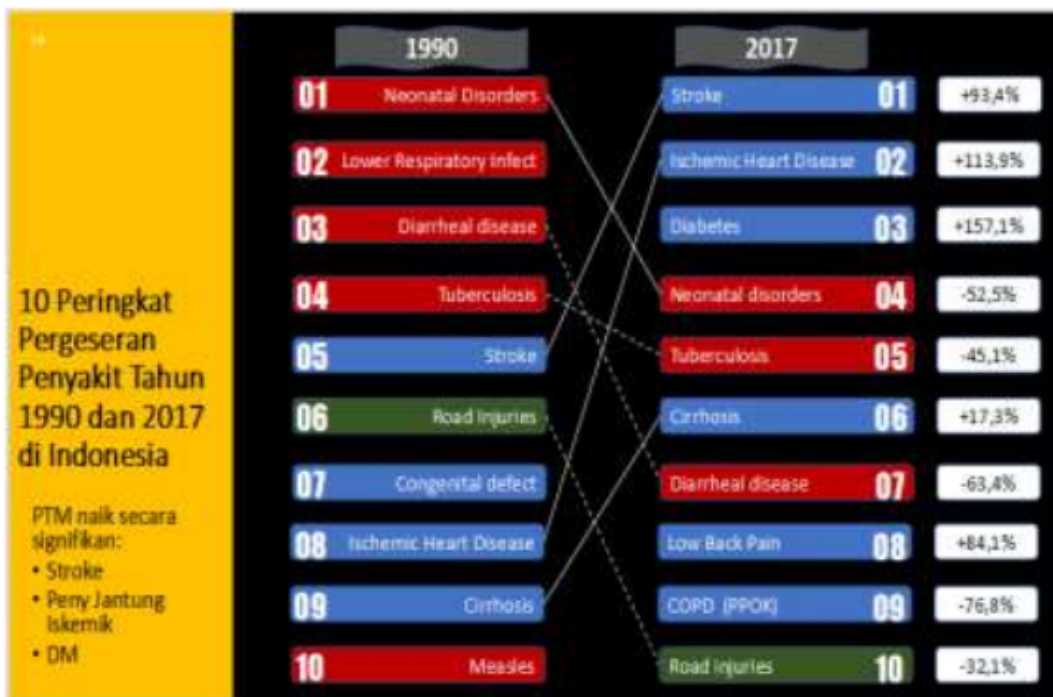 10 Peringkat
Pergeseran
Penyakit Tahun
1990 dan 2017
di Indonesia
PTM naik secara
signifikan:
• Stroke
• Peny Jantung
Iskemik
• DM
1990
01 Neonatal Disorders
02 Lower Respiratory Infect
03 Diarrheal disease
04 Tuberculosis
05 Stroke
06 Road Injuries
07 Congenital defect
08 Ischemic Heart Disease
09 Cirrhosis
10 Measles
2017
Stroke 01 +93,4%
Ischemic Heart Disease 02 +113,9%
Diabetes 03 +157,1%
Neonatal disorders 04 -52,5%
Tuberculosis 05 -45,1%
Cirrhosis 06 +17,3%
Diarrheal disease 07 -63,4%
Low Back Pain 08 +84,1%
COPD (PPOK) 09 -76,8%
Road injuries 10 -32,1%